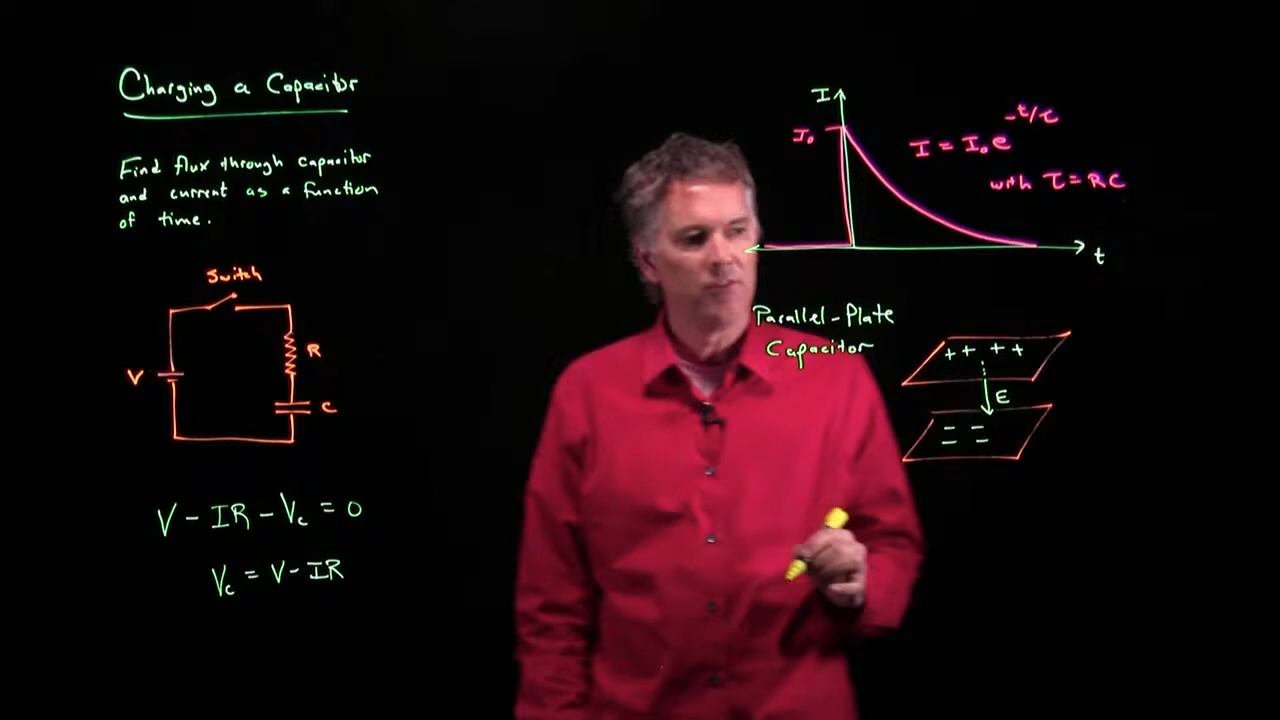 Charging a Capacitor
Find flux through capacitor
and current as a function
of time.
Switch
V
R
C
V - IR - Vc = 0
Vc = V - IR
I
I₀
I = I₀e^(-t/τ)
with τ = RC
t
Parallel-Plate
Capacitor
+ + + +
E
- -
- -